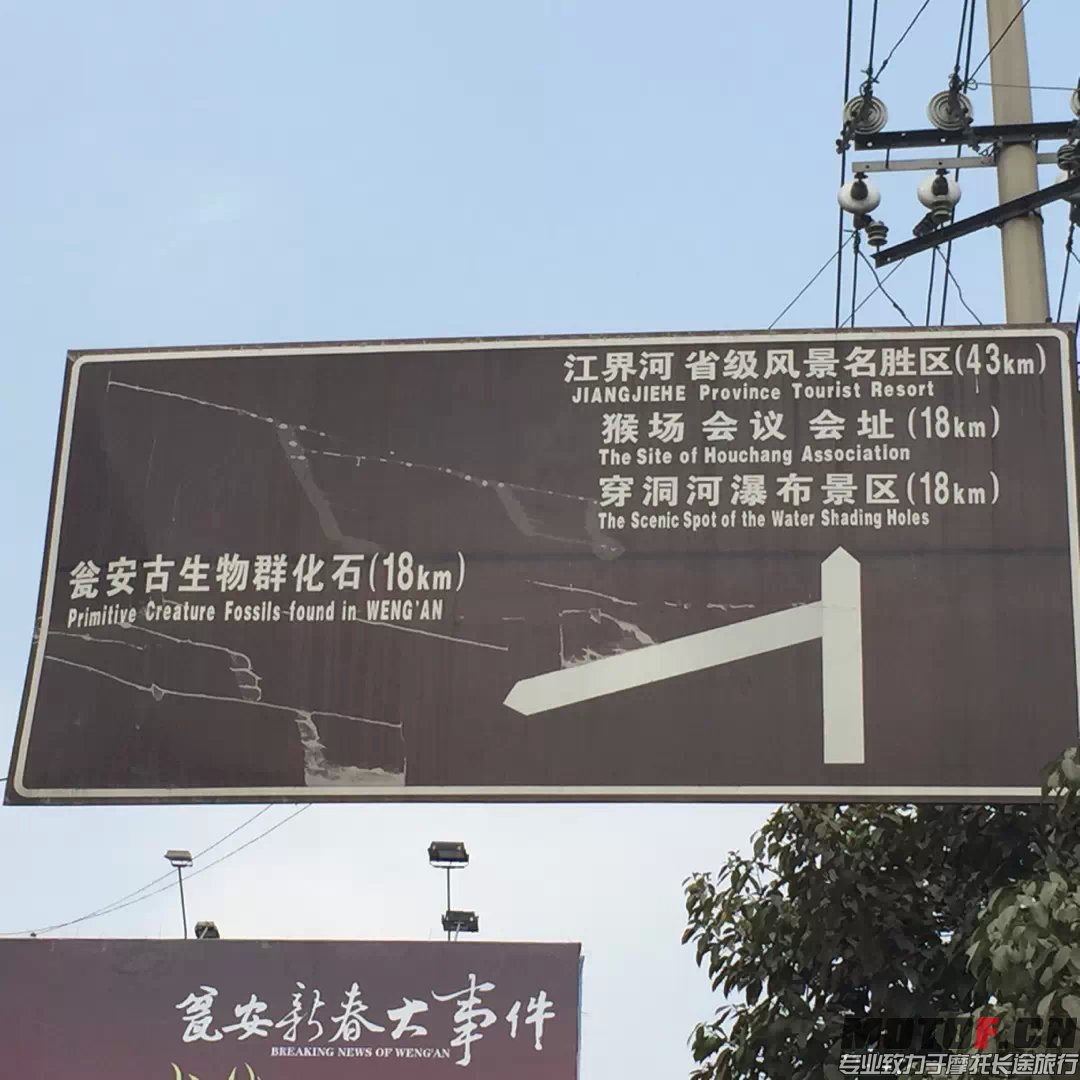 江界河 省级风景名胜区(43km)
JIANGJIEHE Province Tourist Resort
猴场 会议 会址 (18km)
The Site of Houchang Association
穿洞河瀑布景区(18km)
The Scenic Spot of the Water Shading Holes
瓮安古生物群化石(18km)
Primitive Creature Fossils found in WENG'AN
瓮安新春大事件
BREAKING NEWS OF WENG'AN
MOTOF.CN
专业致力于摩托长途旅行